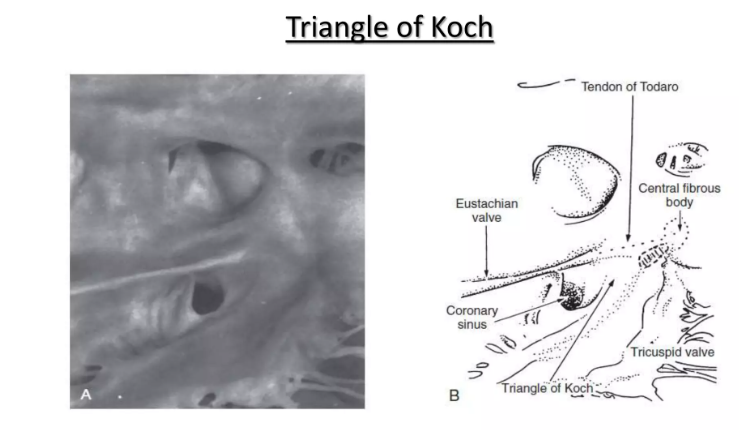 Triangle of Koch
Tendon of Todaro
Central fibrous
body
Eustachian
valve
Coronary
sinus
Tricuspid valve
Triangle of Koch
A
B